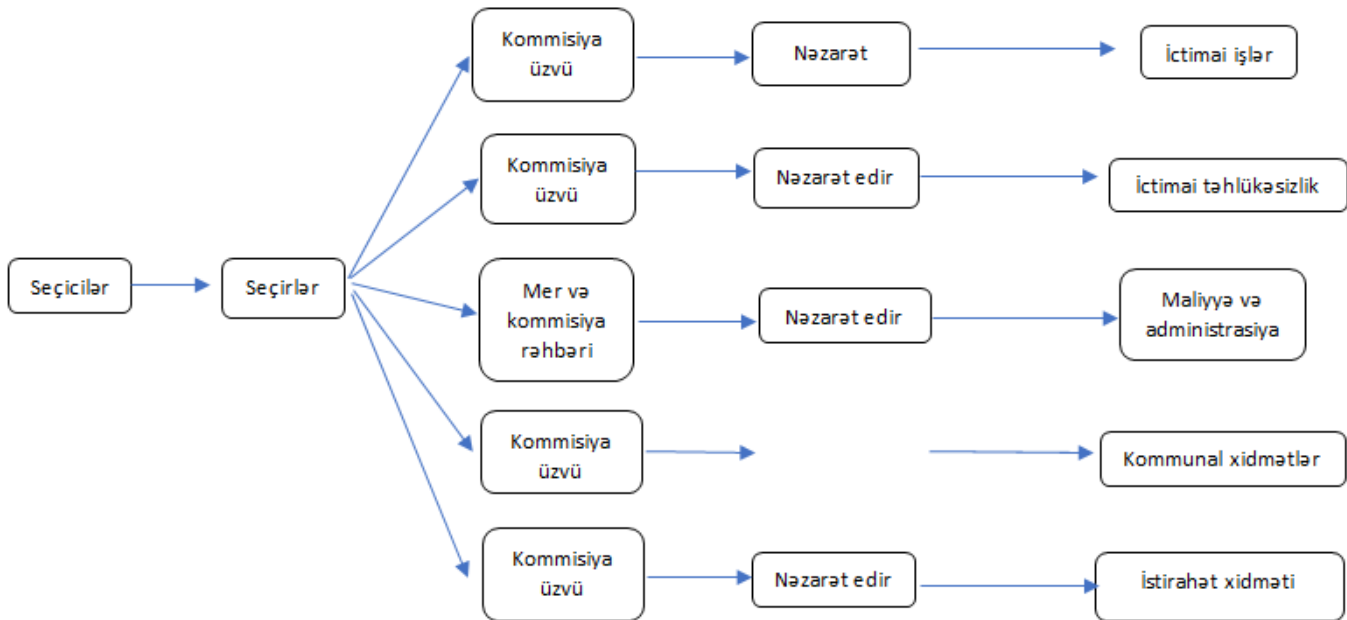 Kommisiya
üzvü
Nəzarət
İctimai işlər
Kommisiya
üzvü
Nəzarət edir
İctimai təhlükəsizlik
Seçicilər
Seçirlər
Mer və
kommisiya
rəhbəri
Nəzarət edir
Maliyyə və
administrasiya
Kommisiya
üzvü
Kommunal xidmətlər
Kommisiya
üzvü
Nəzarət edir
İstirahət xidməti